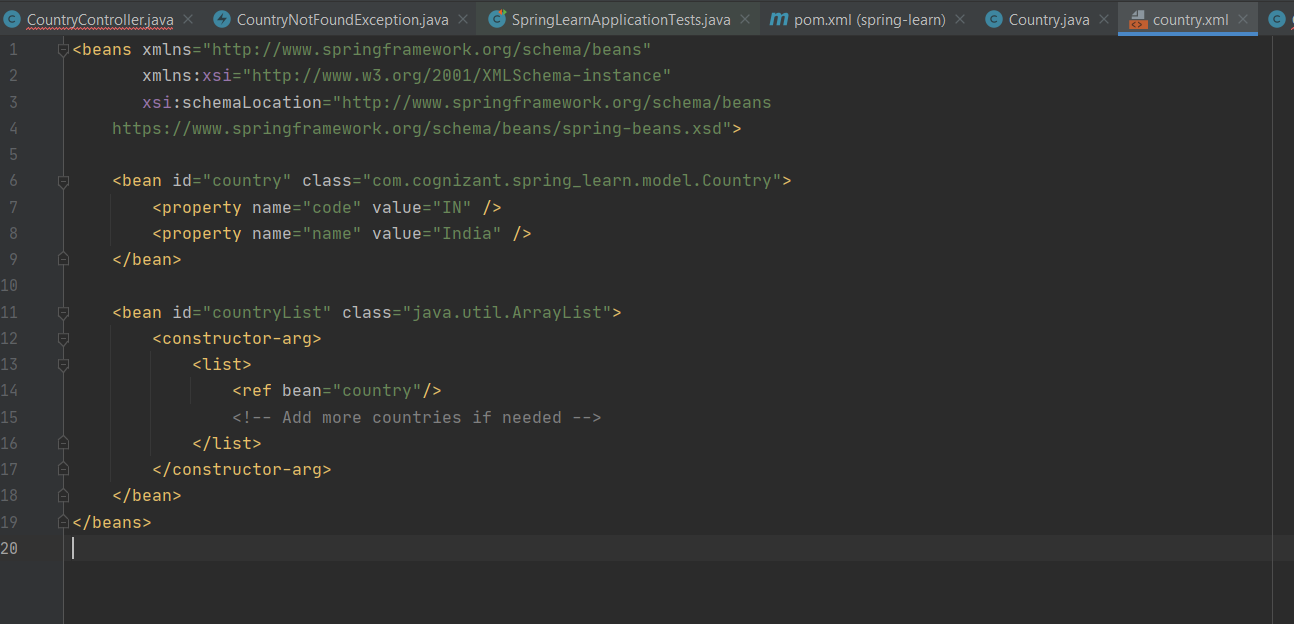 CountryController.java CountryNotFoundException.java SpringLearnApplicationTests.java pom.xml (spring-learn) Country.java country.xml
1 <beans xmlns="http://www.springframework.org/schema/beans"
2 xmlns:xsi="http://www.w3.org/2001/XMLSchema-instance"
3 xsi:schemaLocation="http://www.springframework.org/schema/beans
4 https://www.springframework.org/schema/beans/spring-beans.xsd">
5
6 <bean id="country" class="com.cognizant.spring_learn.model.Country">
7 <property name="code" value="IN" />
8 <property name="name" value="India" />
9 </bean>
10
11 <bean id="countryList" class="java.util.ArrayList">
12 <constructor-arg>
13 <list>
14 <ref bean="country"/>
15 <!-- Add more countries if needed -->
16 </list>
17 </constructor-arg>
18 </bean>
19 </beans>
20